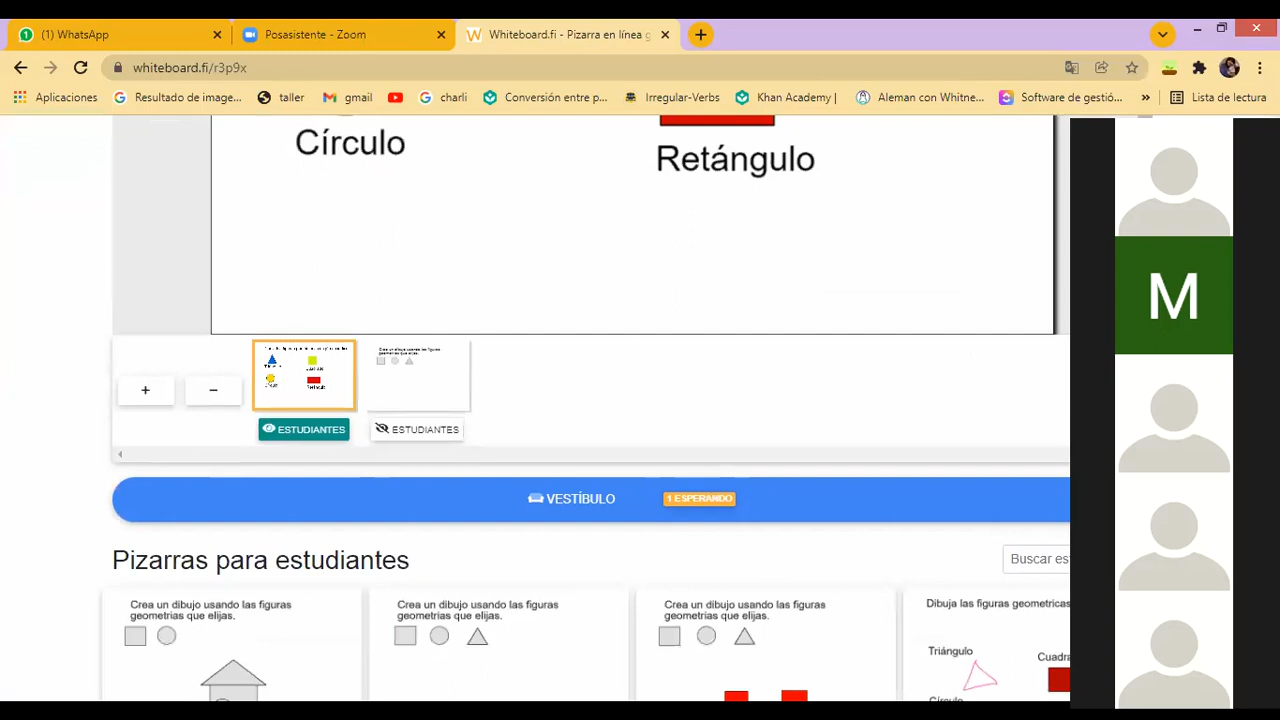 (1) WhatsApp
Posasistente - Zoom
Whiteboard.fi - Pizarra en línea g
whiteboard.fi/r3p9x
Aplicaciones
Resultado de image...
taller
gmail
charli
Conversión entre p...
Irregular-Verbs
Khan Academy |
Aleman con Whitne...
Software de gestió...
»
Lista de lectura
Círculo
Retángulo
M
+
-
ESTUDIANTES
ESTUDIANTES
VESTÍBULO
1 ESPERANDO
Pizarras para estudiantes
Buscar es
Crea un dibujo usando las figuras
geometrias que elijas.
Crea un dibujo usando las figuras
geometrias que elijas.
Crea un dibujo usando las figuras
geometrias que elijas.
Dibuja las figuras geometricas
Triángulo
Cuadra
Círculo